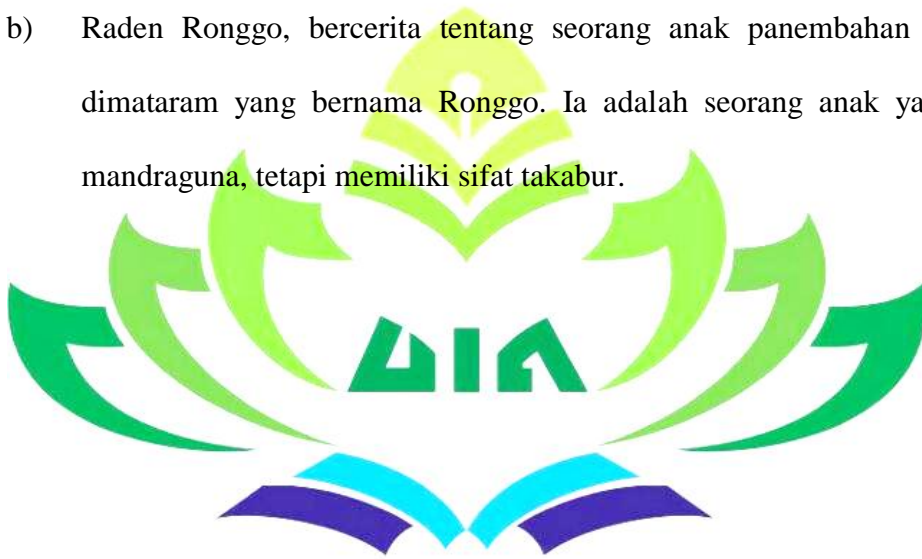 b) Raden Ronggo, bercerita tentang seorang anak panembahan
dimataram yang bernama Ronggo. Ia adalah seorang anak
mandraguna, tetapi memiliki sifat takabur.
UIN